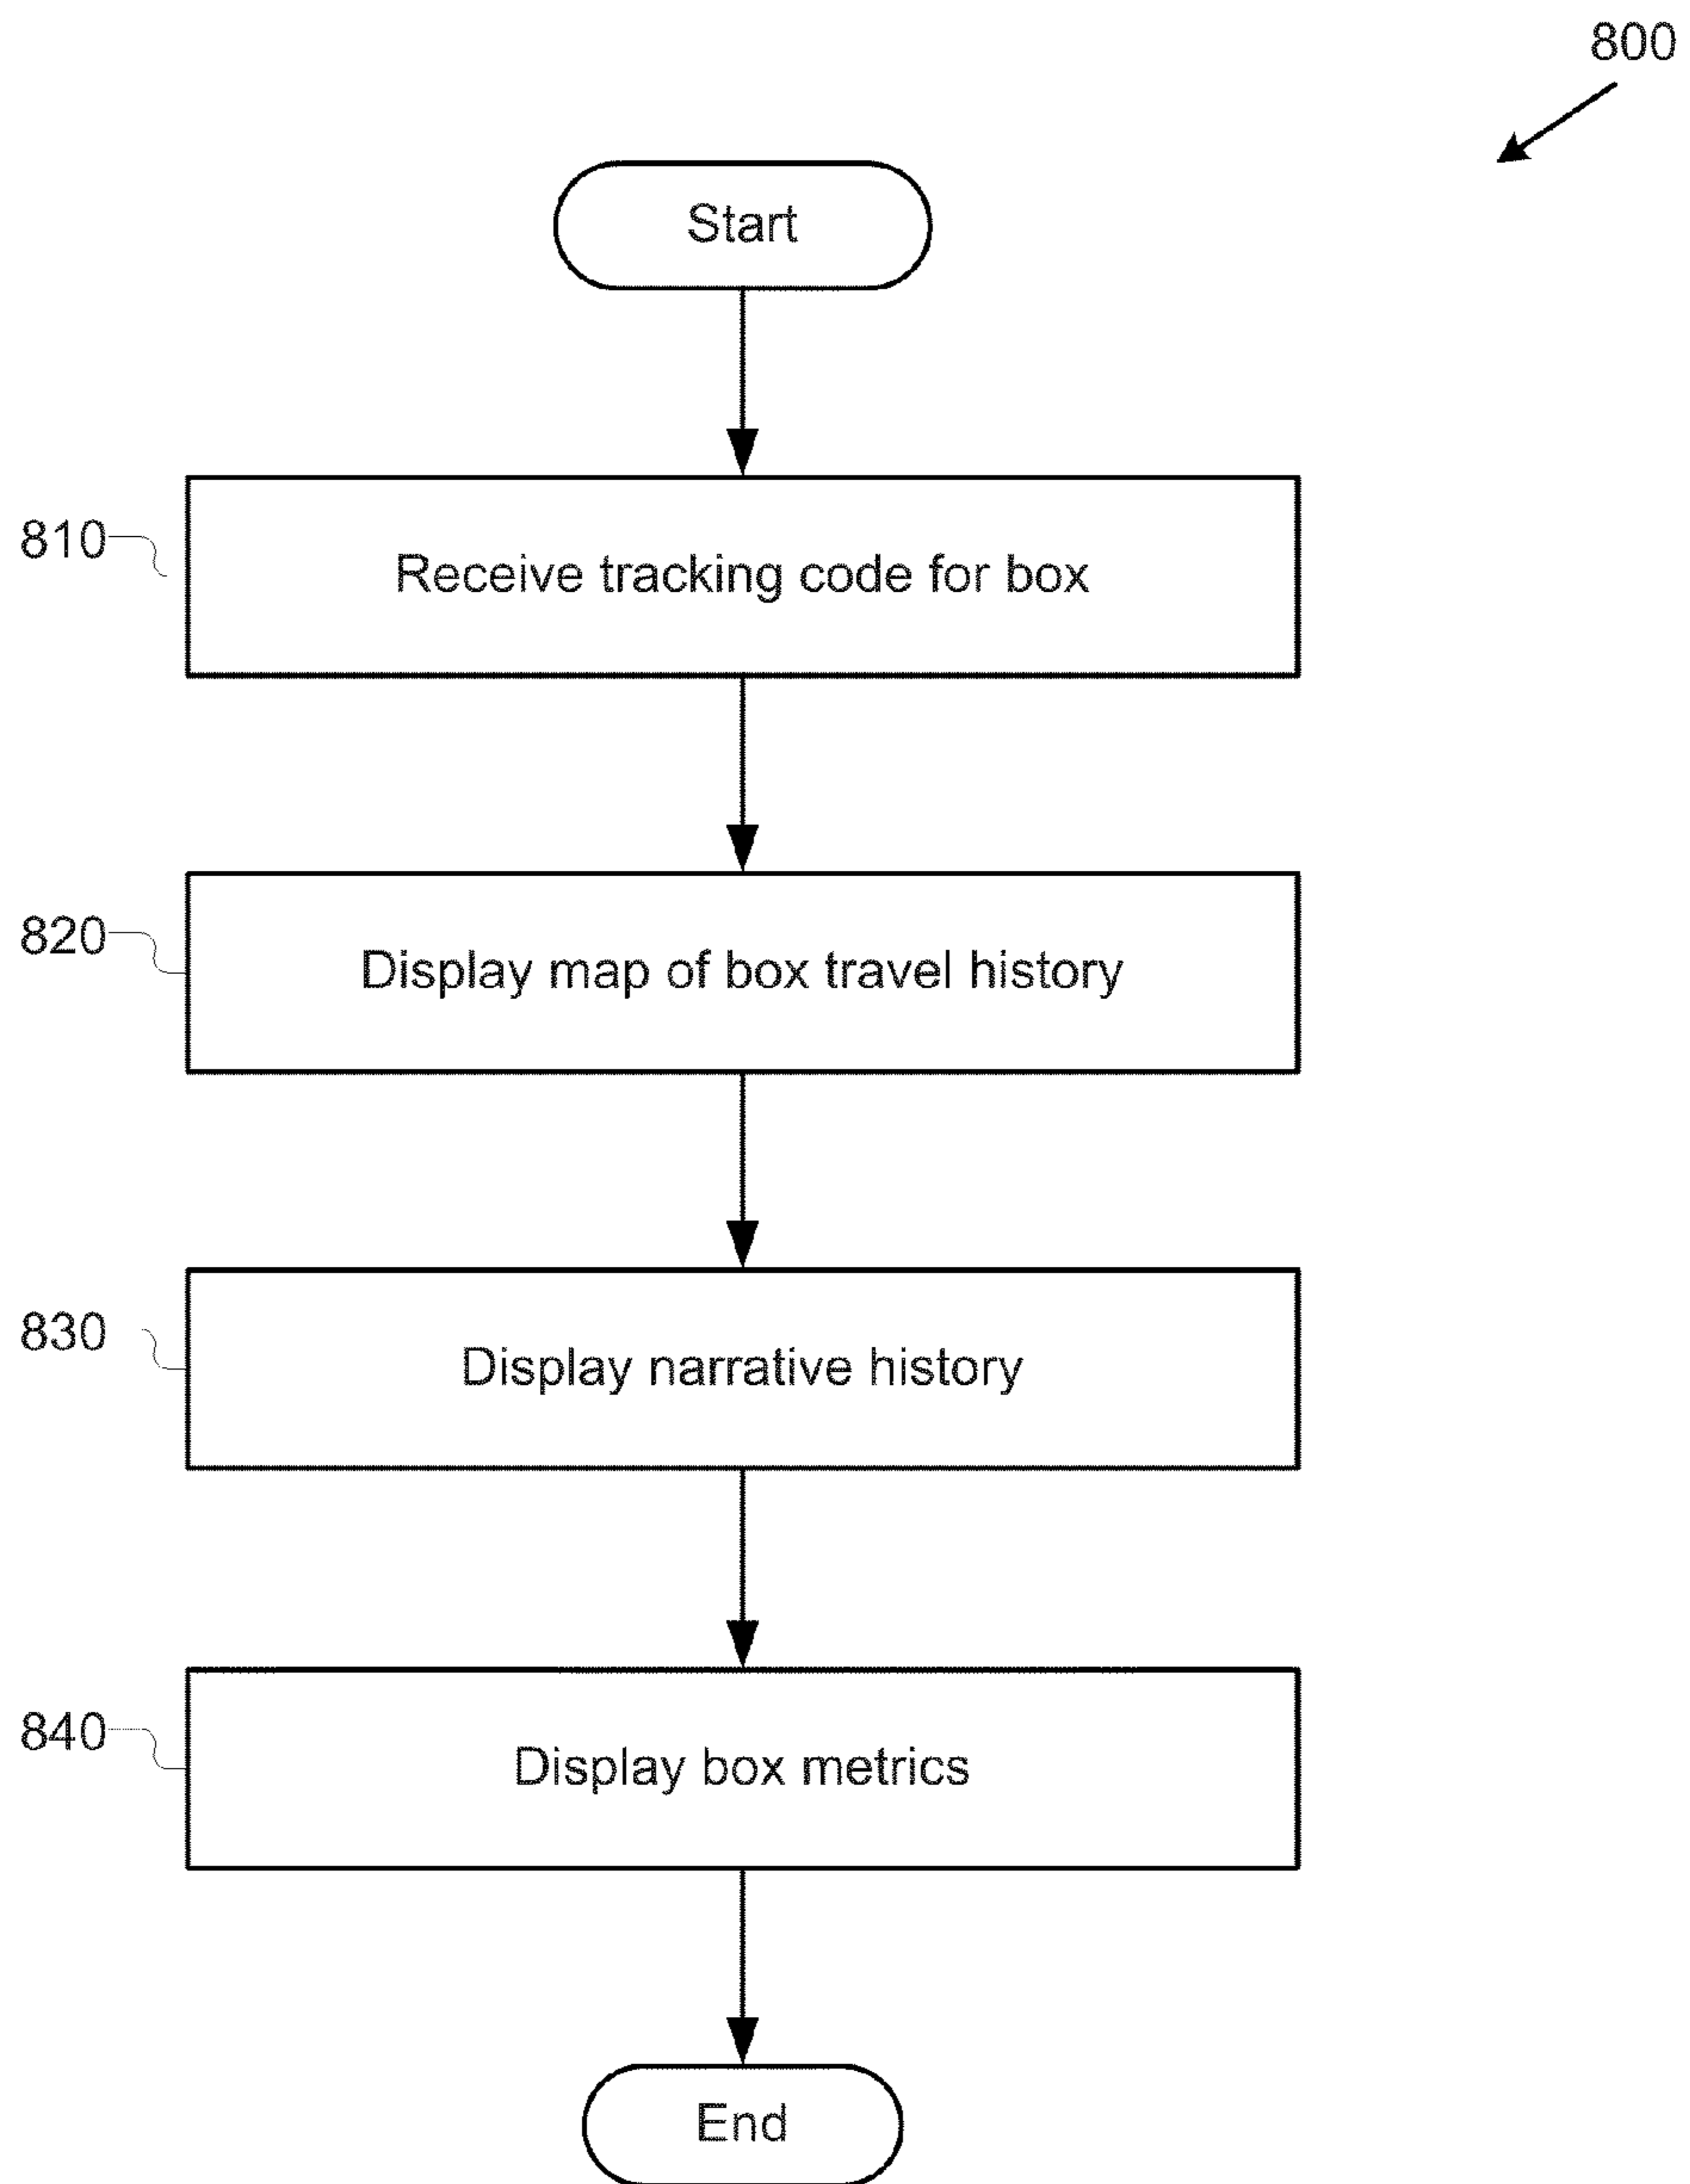 800
Start
810
Receive tracking code for box
820
Display map of box travel history
830
Display narrative history
840
Display box metrics
End